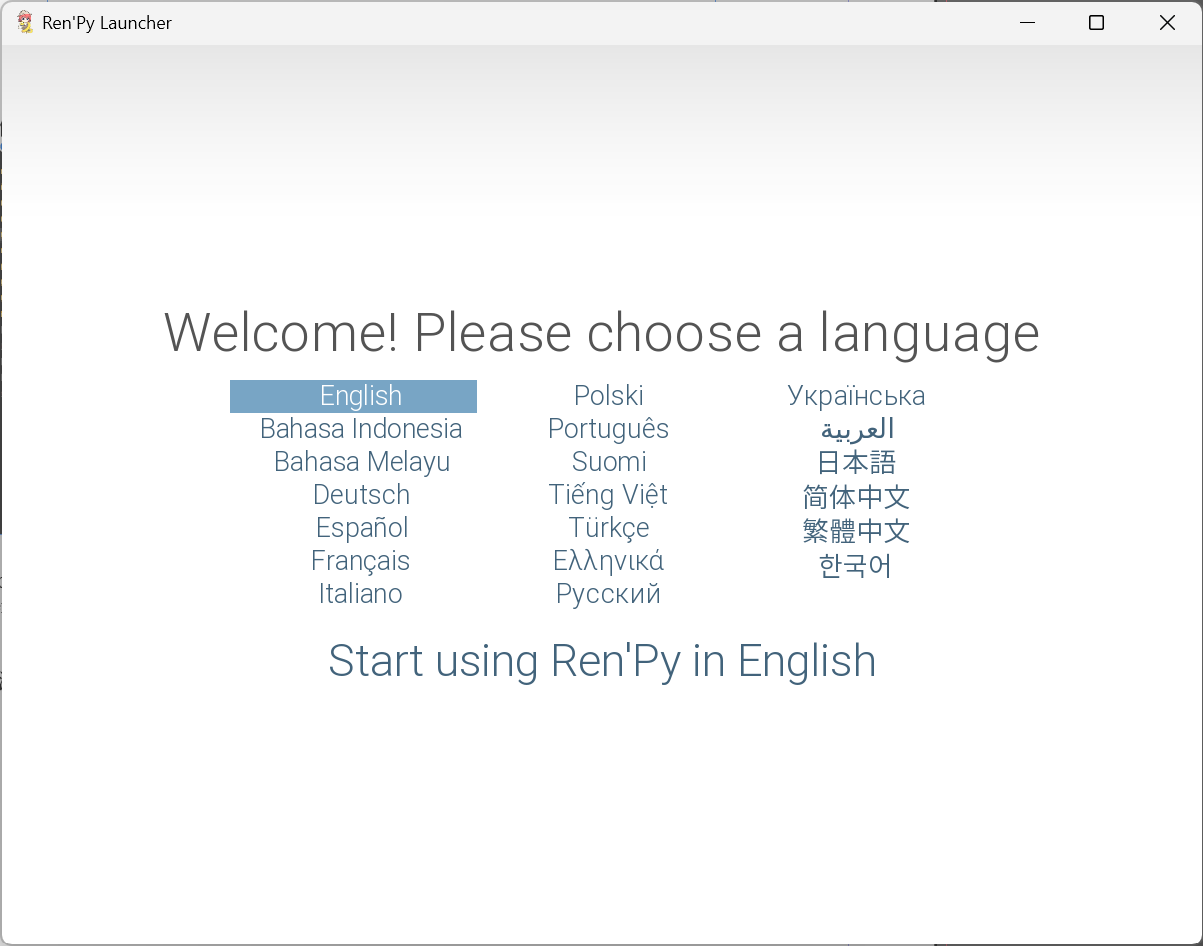 Ren'Py Launcher
Welcome! Please choose a language
English
Bahasa Indonesia
Bahasa Melayu
Deutsch
Español
Français
Italiano
Polski
Português
Suomi
Tiếng Việt
Türkçe
Ελληνικά
Русский
Українська
العربية
日本語
简体中文
繁體中文
한국어
Start using Ren'Py in English